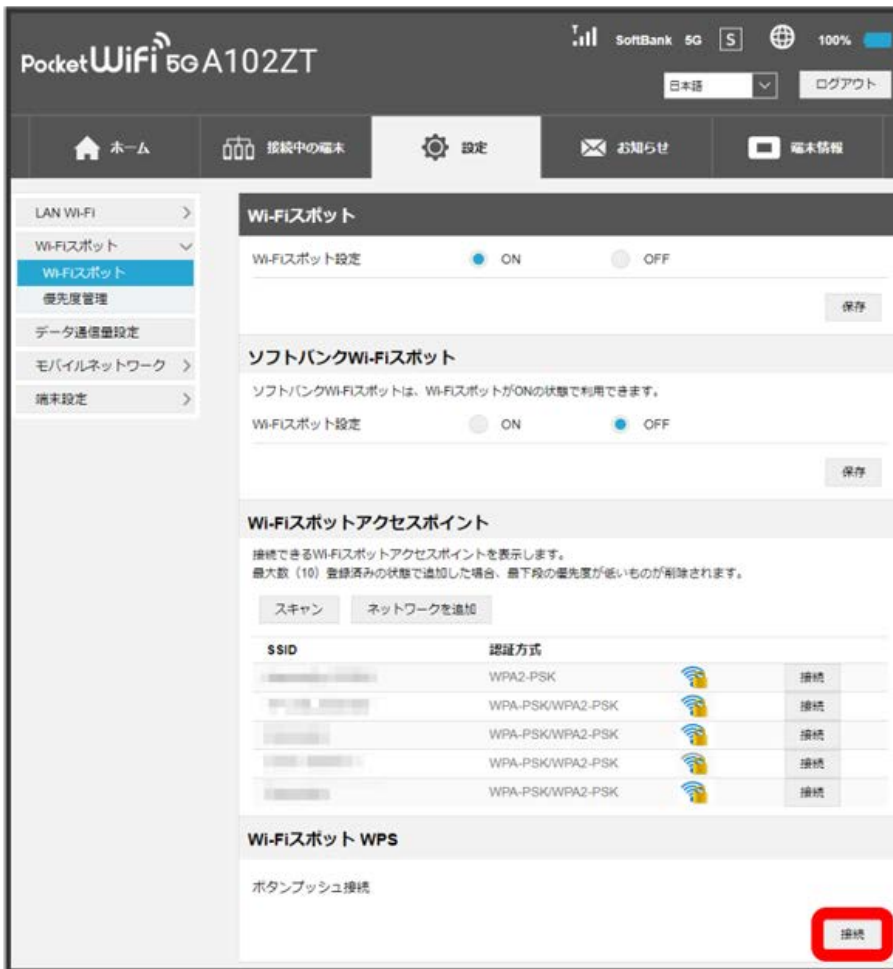 SoftBank 5G S 100%
Pocket WiFi 5G A102ZT
日本語 ログアウト
ホーム 接続中の端末 設定 お知らせ 端末情報
LAN Wi-Fi
Wi-Fiスポット
Wi-Fiスポット
優先度管理
データ通信量設定
モバイルネットワーク
端末設定
Wi-Fiスポット
Wi-Fiスポット設定 ON OFF
保存
ソフトバンクWi-Fiスポット
ソフトバンクWi-Fiスポットは、Wi-FiスポットがONの状態で利用できます。
Wi-Fiスポット設定 ON OFF
保存
Wi-Fiスポットアクセスポイント
接続できるWi-Fiスポットアクセスポイントを表示します。
最大数（10）登録済みの状態で追加した場合、最下段の優先度が低いものが削除されます。
スキャン ネットワークを追加
SSID 認証方式
WPA2-PSK 接続
WPA-PSK/WPA2-PSK 接続
WPA-PSK/WPA2-PSK 接続
WPA-PSK/WPA2-PSK 接続
WPA-PSK/WPA2-PSK 接続
Wi-Fiスポット WPS
ボタンプッシュ接続
接続